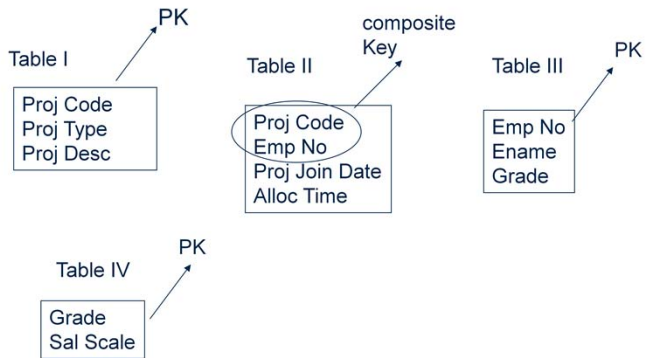 Table I
PK
Proj Code
Proj Type
Proj Desc
Table II
composite
Key
Proj Code
Emp No
Proj Join Date
Alloc Time
Table III
PK
Emp No
Ename
Grade
Table IV
PK
Grade
Sal Scale